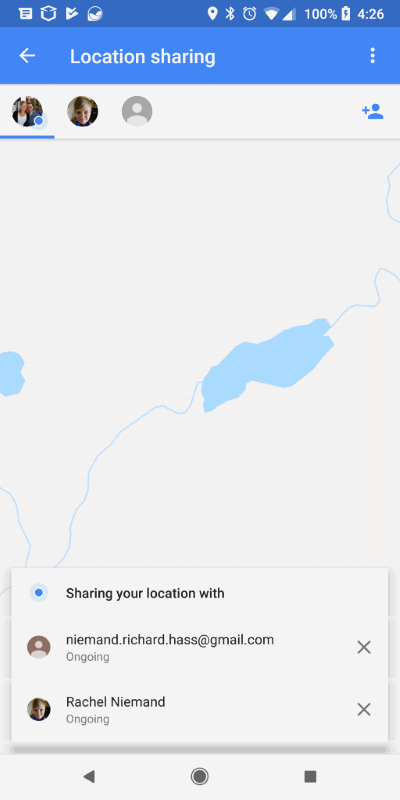 100% 4:26
Location sharing
Sharing your location with
niemand.richard.hass@gmail.com
Ongoing
Rachel Niemand
Ongoing